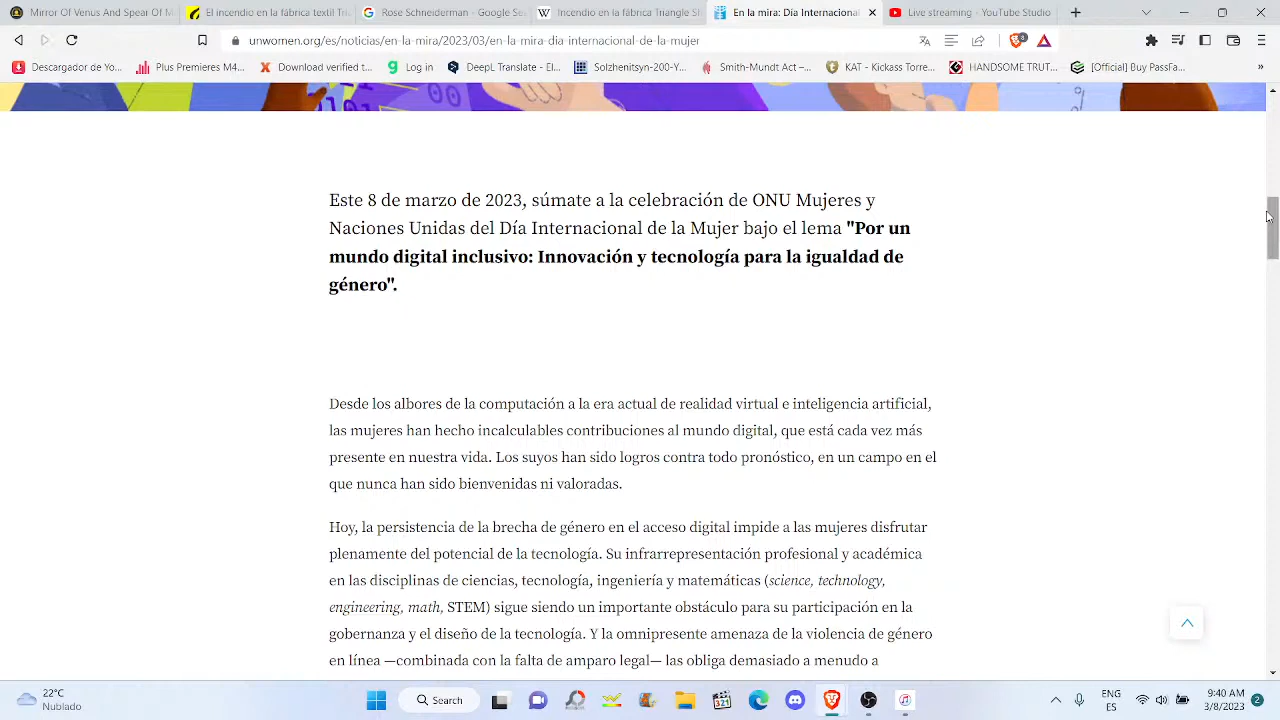 Mirror Of Venus And Spear Of M
El incendio en la fábrica textil Tri
Rose Schneiderman - Google Sea
Incendio en la fábrica Triangle Sh
En la mira: Día Internacional
Live streaming - YouTube Studio
unwomen.org/es/noticias/en-la-mira/2023/03/en-la-mira-dia-internacional-de-la-mujer
Descargador de Yo...
Plus Premieres M4...
Download verified t...
Log in
DeepL Translate - El...
Solzhenitsyn-200-Y...
Smith-Mundt Act –...
KAT - Kickass Torre...
HANDSOME TRUT...
[Official] Buy PassFa...
»
Este 8 de marzo de 2023, súmate a la celebración de ONU Mujeres y
Naciones Unidas del Día Internacional de la Mujer bajo el lema "Por un
mundo digital inclusivo: Innovación y tecnología para la igualdad de
género".
Desde los albores de la computación a la era actual de realidad virtual e inteligencia artificial,
las mujeres han hecho incalculables contribuciones al mundo digital, que está cada vez más
presente en nuestra vida. Los suyos han sido logros contra todo pronóstico, en un campo en el
que nunca han sido bienvenidas ni valoradas.
Hoy, la persistencia de la brecha de género en el acceso digital impide a las mujeres disfrutar
plenamente del potencial de la tecnología. Su infrarrepresentación profesional y académica
en las disciplinas de ciencias, tecnología, ingeniería y matemáticas (science, technology,
engineering, math, STEM) sigue siendo un importante obstáculo para su participación en la
gobernanza y el diseño de la tecnología. Y la omnipresente amenaza de la violencia de género
en línea —combinada con la falta de amparo legal— las obliga demasiado a menudo a
22°C
Nublado
Search
321
ENG
ES
9:40 AM
3/8/2023
2